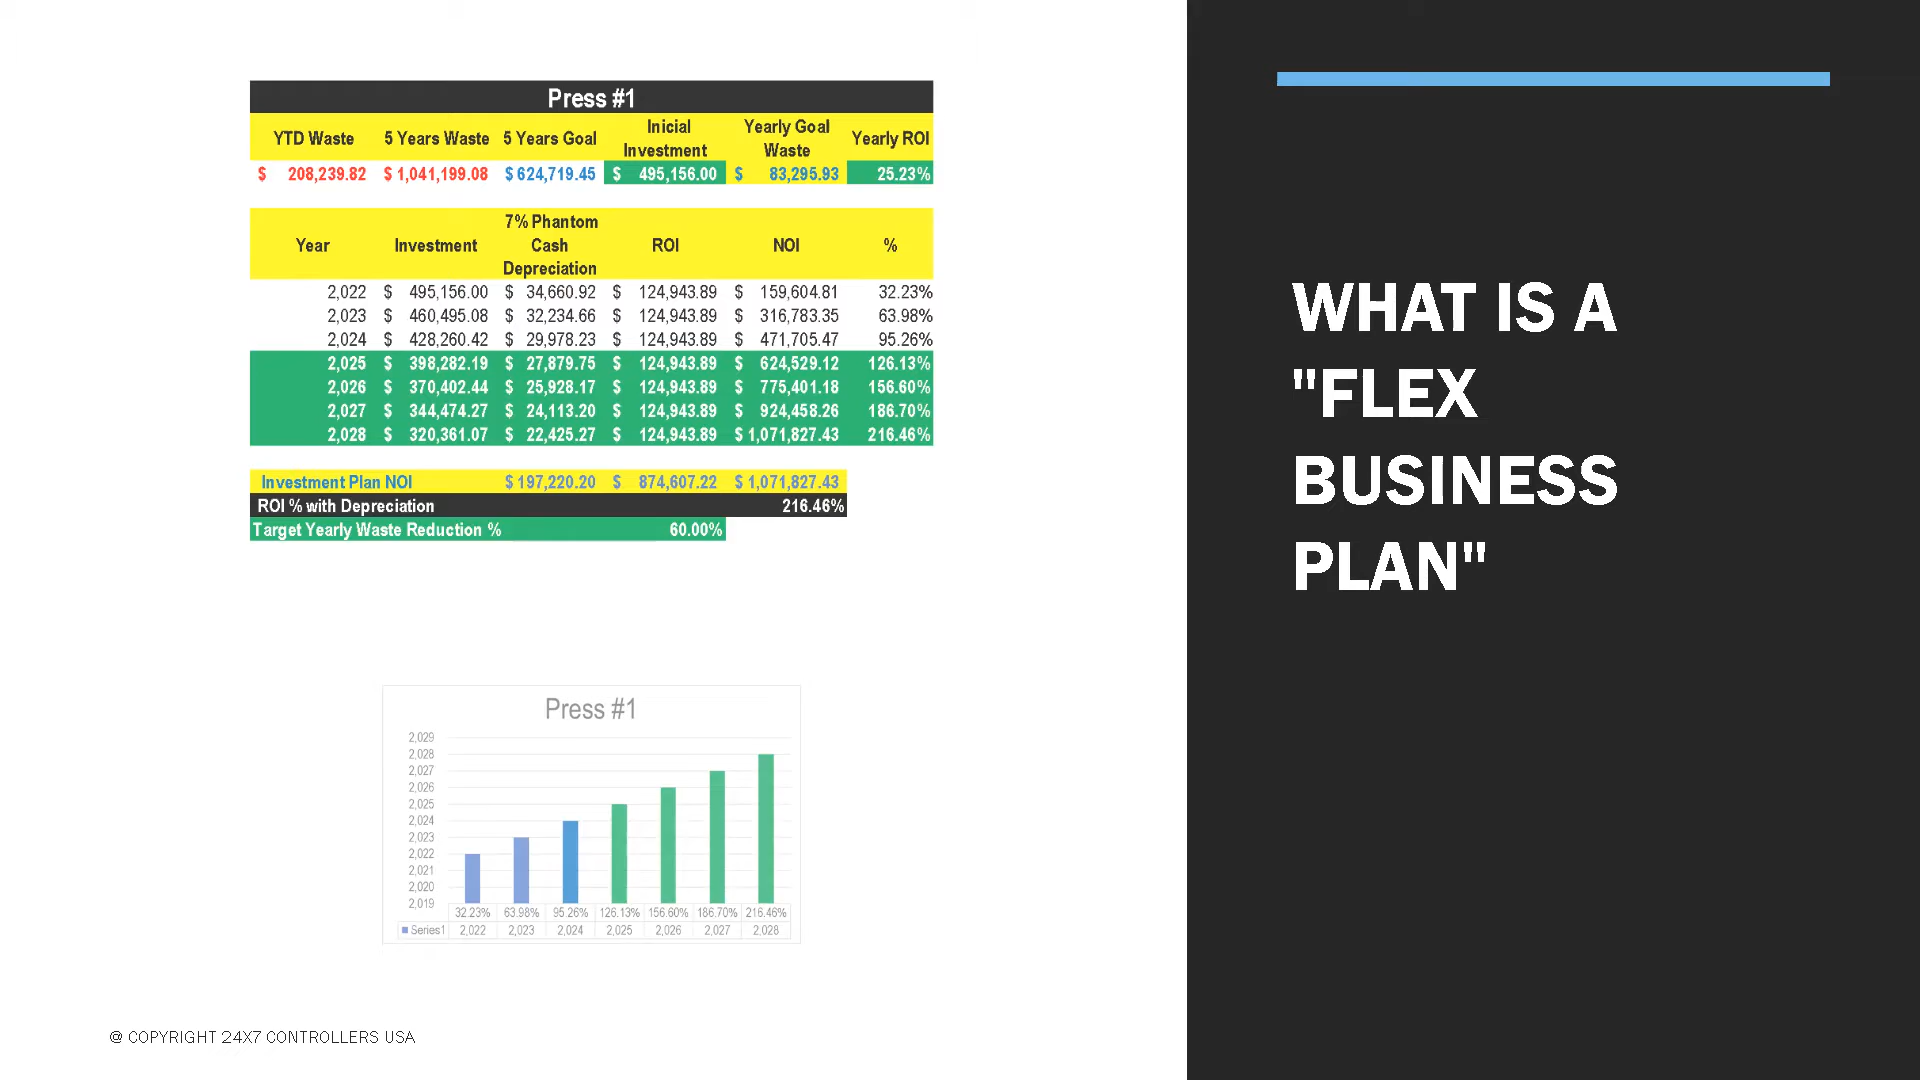 Press #1
YTD Waste 5 Years Waste 5 Years Goal Inicial Investment Yearly Goal Waste Yearly ROI
$ 208,239.82 $ 1,041,199.08 $ 624,719.45 $ 495,156.00 $ 83,295.93 25.23%
Year Investment 7% Phantom Cash Depreciation ROI NOI %
2,022 $ 495,156.00 $ 34,660.92 $ 124,943.89 $ 159,604.81 32.23%
2,023 $ 460,495.08 $ 32,234.66 $ 124,943.89 $ 316,783.35 63.98%
2,024 $ 428,260.42 $ 29,978.23 $ 124,943.89 $ 471,705.47 95.26%
2,025 $ 398,282.19 $ 27,879.75 $ 124,943.89 $ 624,529.12 126.13%
2,026 $ 370,402.44 $ 25,928.17 $ 124,943.89 $ 775,401.18 156.60%
2,027 $ 344,474.27 $ 24,113.20 $ 124,943.89 $ 924,458.26 186.70%
2,028 $ 320,361.07 $ 22,425.27 $ 124,943.89 $ 1,071,827.43 216.46%
Investment Plan NOI $ 197,220.20 $ 874,607.22 $ 1,071,827.43
ROI % with Depreciation 216.46%
Target Yearly Waste Reduction % 60.00%
Press #1
2,029
2,028
2,027
2,026
2,025
2,024
2,023
2,022
2,021
2,020
2,019
32.23% 63.98% 95.26% 126.13% 156.60% 186.70% 216.46%
Series1 2,022 2,023 2,024 2,025 2,026 2,027 2,028
@ COPYRIGHT 24X7 CONTROLLERS USA
WHAT IS A
"FLEX
BUSINESS
PLAN"